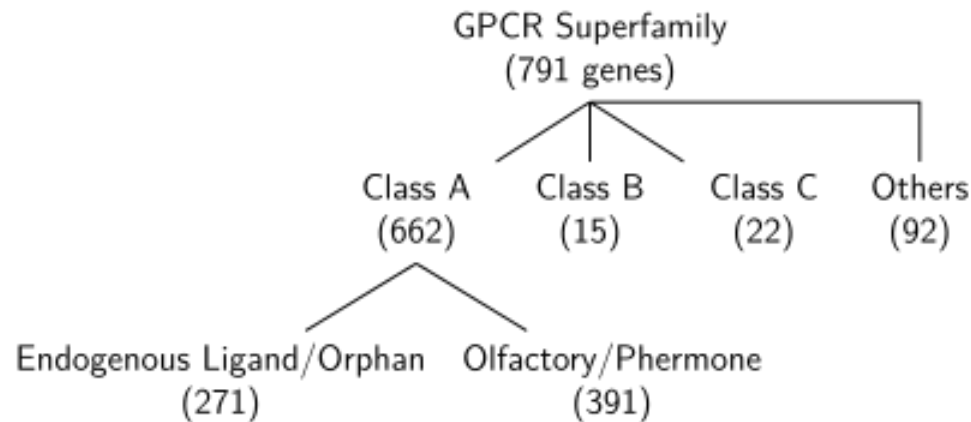 GPCR Superfamily
(791 genes)
Class A
(662)
Class B
(15)
Class C
(22)
Others
(92)
Endogenous Ligand/Orphan
(271)
Olfactory/Phermone
(391)